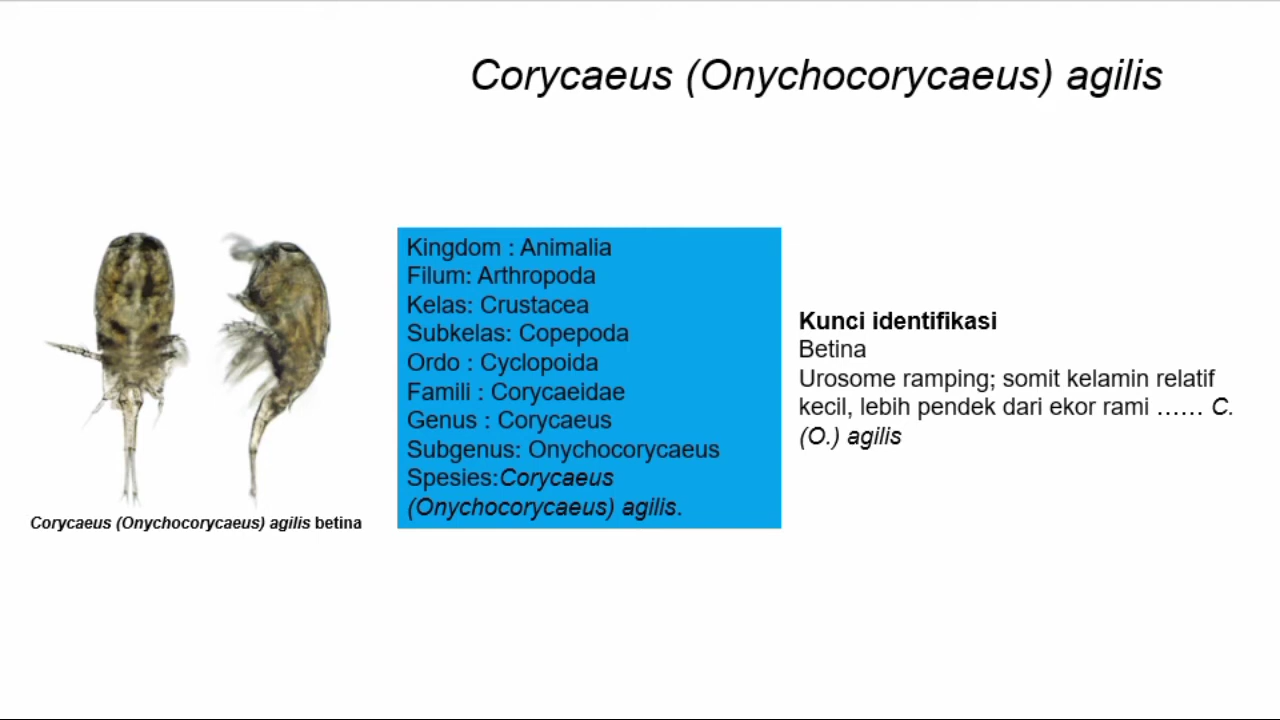 Corycaeus (Onychocorycaeus) agilis
Corycaeus (Onychocorycaeus) agilis betina
Kingdom : Animalia
Filum: Arthropoda
Kelas: Crustacea
Subkelas: Copepoda
Ordo : Cyclopoida
Famili : Corycaeidae
Genus : Corycaeus
Subgenus: Onychocorycaeus
Spesies:Corycaeus
(Onychocorycaeus) agilis.
Kunci identifikasi
Betina
Urosome ramping; somit kelamin relatif
kecil, lebih pendek dari ekor rami …… C.
(O.) agilis